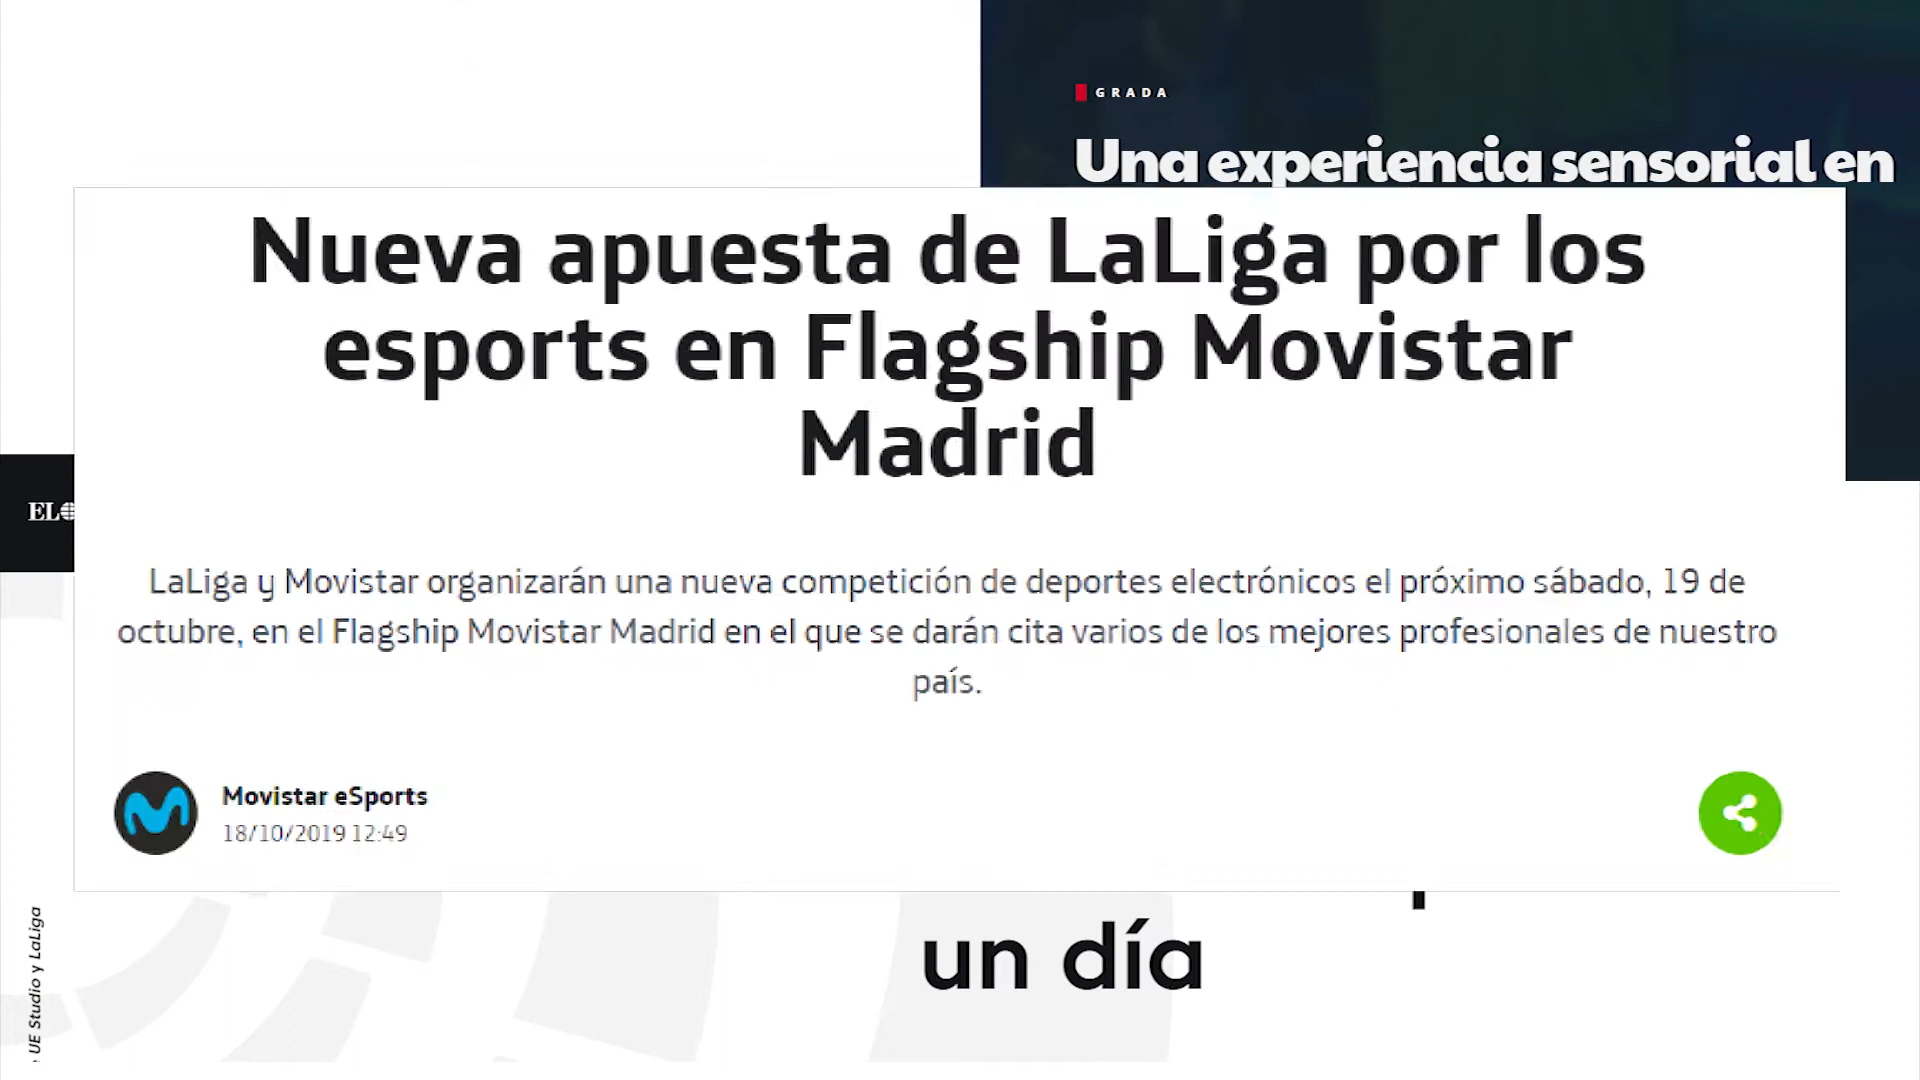 GRADA
Una experiencia sensorial en
Nueva apuesta de LaLiga por los
esports en Flagship Movistar
Madrid
EL
LaLiga y Movistar organizarán una nueva competición de deportes electrónicos el próximo sábado, 19 de
octubre, en el Flagship Movistar Madrid en el que se darán cita varios de los mejores profesionales de nuestro
país.
Movistar eSports
18/10/2019 12:49
un día
UE Studio y LaLiga